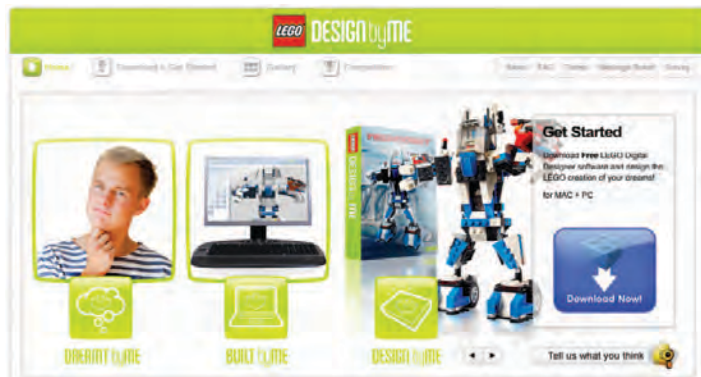 LEGO DESIGN byME
Home Download & Get Started Gallery Competition
News FAQ Terms Message Board Survey
Get Started
Download Free LEGO Digital
Designer software and design the
LEGO creation of your dreams!
for MAC + PC
DESIGN byME
Download Now!
DREAMT byME BUILT byME DESIGN byME
Tell us what you think